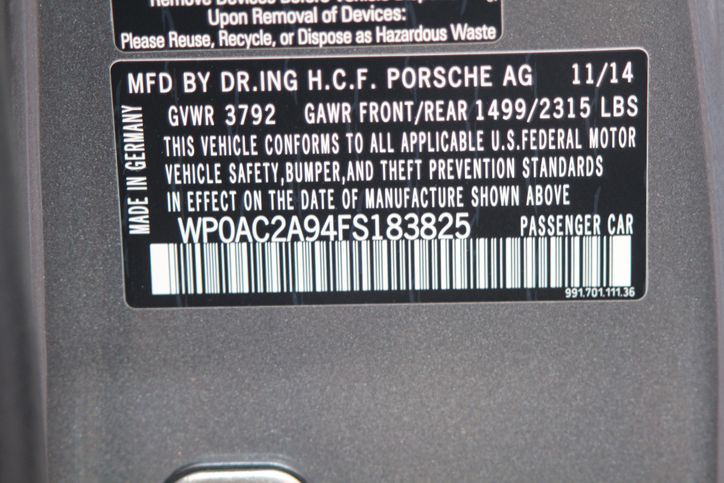 Upon Removal of Devices:
Please Reuse, Recycle, or Dispose as Hazardous Waste
MFD BY DR.ING H.C.F. PORSCHE AG 11/14
GVWR 3792 GAWR FRONT/REAR 1499/2315 LBS
MADE IN GERMANY
THIS VEHICLE CONFORMS TO ALL APPLICABLE U.S.FEDERAL MOTOR
VEHICLE SAFETY,BUMPER,AND THEFT PREVENTION STANDARDS
IN EFFECT ON THE DATE OF MANUFACTURE SHOWN ABOVE
WP0AC2A94FS183825 PASSENGER CAR
991.701.111.36